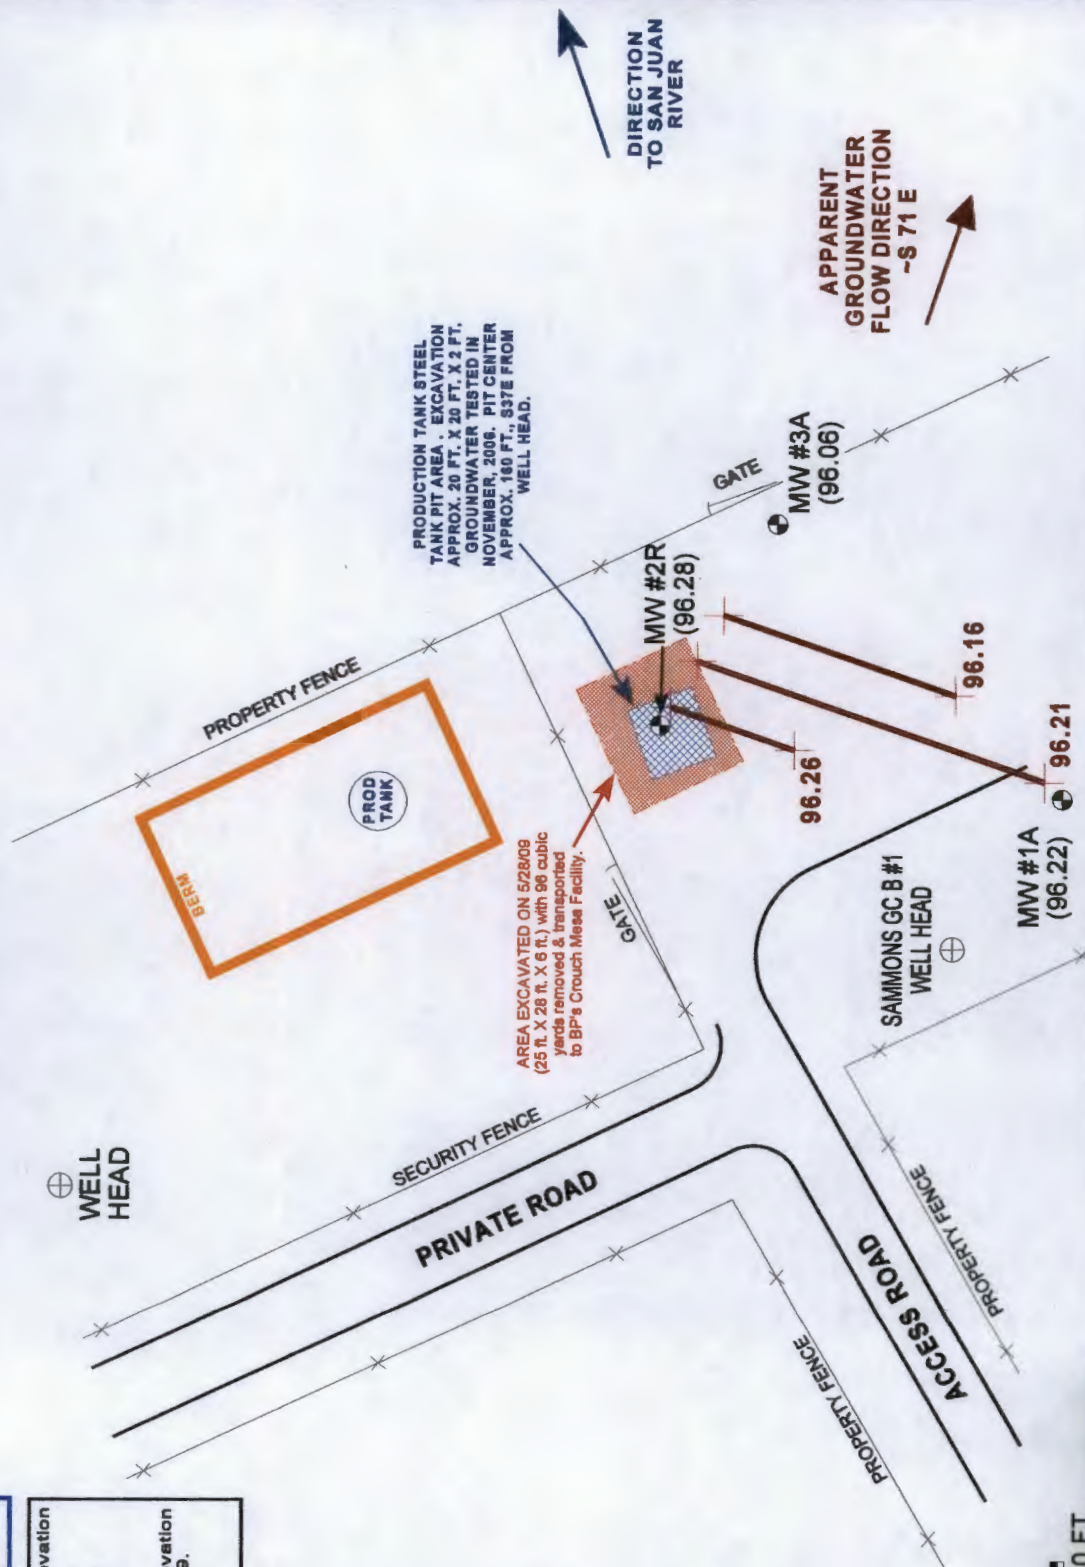 DIRECTION
TO SAN JUAN
RIVER
APPARENT
GROUNDWATER
FLOW DIRECTION
~S 71 E
PRODUCTION TANK STEEL
TANK PIT AREA . EXCAVATION
APPROX. 20 FT. X 20 FT. X 2 FT.
GROUNDWATER TESTED IN
NOVEMBER, 2006. PIT CENTER
APPROX. 160 FT., S37E FROM
WELL HEAD.
PROPERTY FENCE
BERM
PROD
TANK
GATE
MW #3A
(96.06)
MW #2R
(96.28)
96.16
96.21
96.26
MW #1A
(96.22)
AREA EXCAVATED ON 5/28/09
(25 ft. X 28 ft. X 6 ft.) with 96 cubic
yards removed & transported
to BP's Crouch Mesa Facility.
GATE
SAMMONS GC B #1
WELL HEAD
WELL
HEAD
SECURITY FENCE
PRIVATE ROAD
ACCESS ROAD
PROPERTY FENCE
PROPERTY FENCE
vation
vation
9.
FT